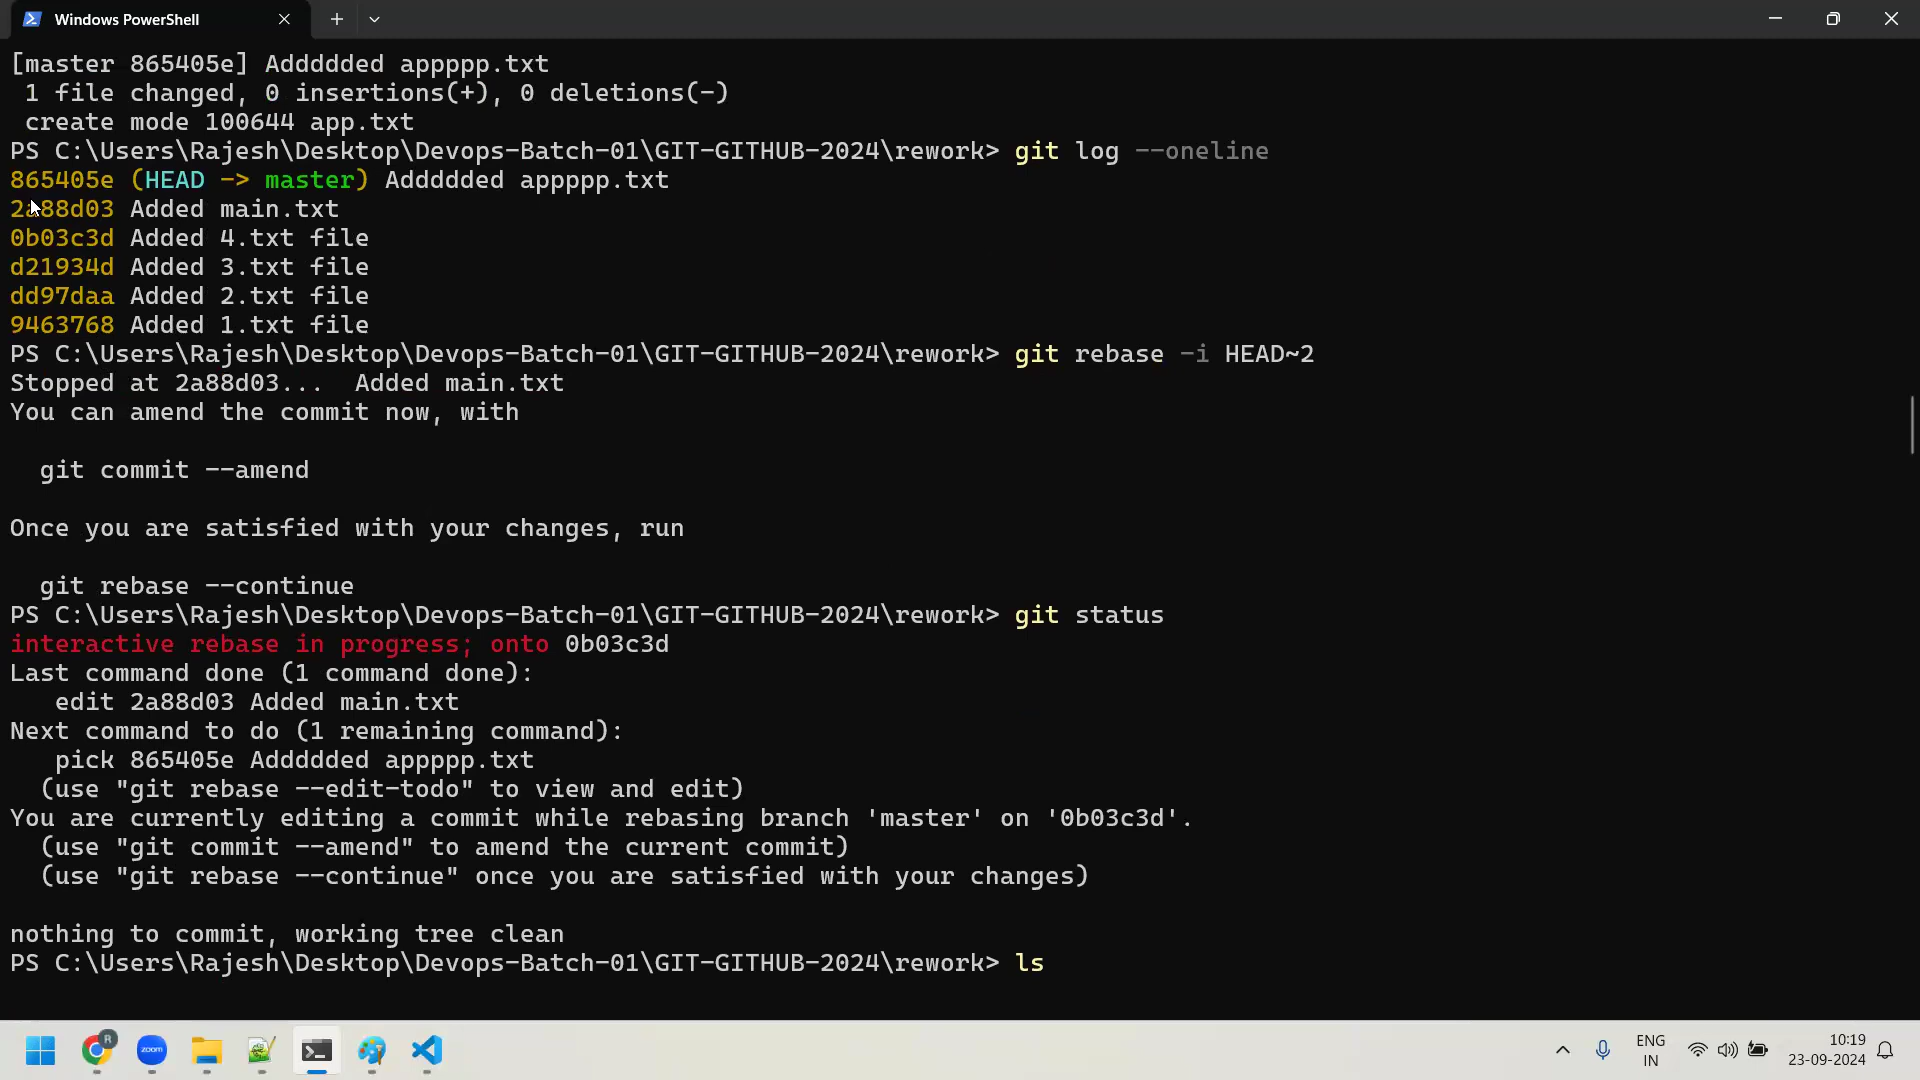 Windows PowerShell
[master 865405e] Adddddded appppp.txt
1 file changed, 0 insertions(+), 0 deletions(-)
create mode 100644 app.txt
PS C:\Users\Rajesh\Desktop\Devops-Batch-01\GIT-GITHUB-2024\rework> git log --oneline
865405e (HEAD -> master) Adddddded appppp.txt
2a88d03 Added main.txt
0b03c3d Added 4.txt file
d21934d Added 3.txt file
dd97daa Added 2.txt file
9463768 Added 1.txt file
PS C:\Users\Rajesh\Desktop\Devops-Batch-01\GIT-GITHUB-2024\rework> git rebase -i HEAD~2
Stopped at 2a88d03...  Added main.txt
You can amend the commit now, with
git commit --amend
Once you are satisfied with your changes, run
git rebase --continue
PS C:\Users\Rajesh\Desktop\Devops-Batch-01\GIT-GITHUB-2024\rework> git status
interactive rebase in progress; onto 0b03c3d
Last command done (1 command done):
edit 2a88d03 Added main.txt
Next command to do (1 remaining command):
pick 865405e Adddddded appppp.txt
(use "git rebase --edit-todo" to view and edit)
You are currently editing a commit while rebasing branch 'master' on '0b03c3d'.
(use "git commit --amend" to amend the current commit)
(use "git rebase --continue" once you are satisfied with your changes)
nothing to commit, working tree clean
PS C:\Users\Rajesh\Desktop\Devops-Batch-01\GIT-GITHUB-2024\rework> ls
R
zoom
ENG
IN
10:19
23-09-2024